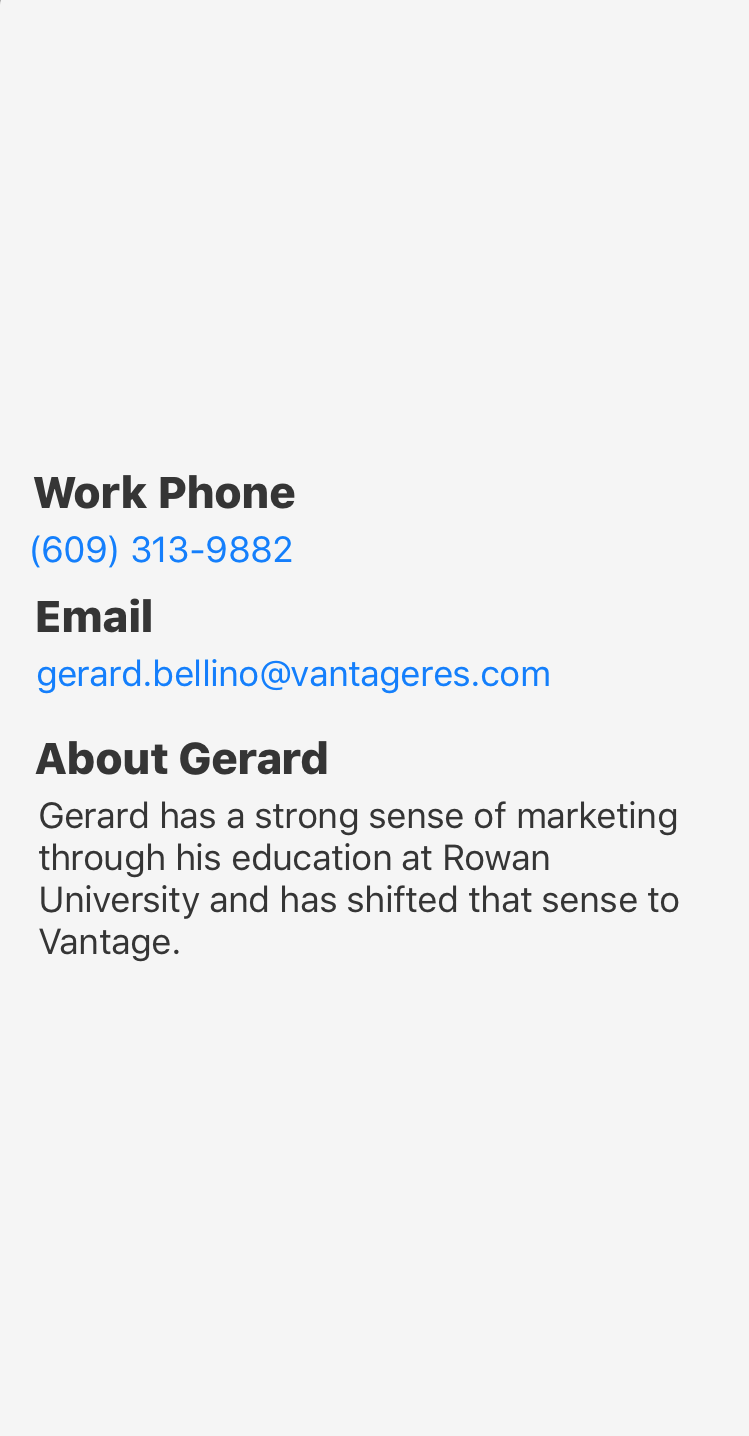 Work Phone
(609) 313-9882
Email
gerard.bellino@vantageres.com
About Gerard
Gerard has a strong sense of marketing
through his education at Rowan
University and has shifted that sense to
Vantage.